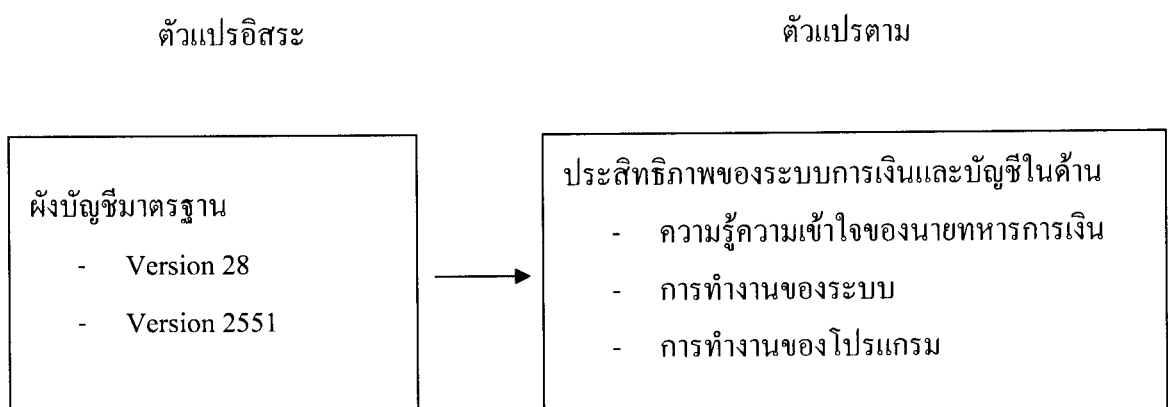 ตัวแปรอิสระ
ตัวแปรตาม
ผังบัญชีมาตรฐาน
- Version 28
- Version 2551
ประสิทธิภาพของระบบการเงินและบัญชีในด้าน
- ความรู้ความเข้าใจของนายทหารการเงิน
- การทำงานของระบบ
- การทำงานของโปรแกรม